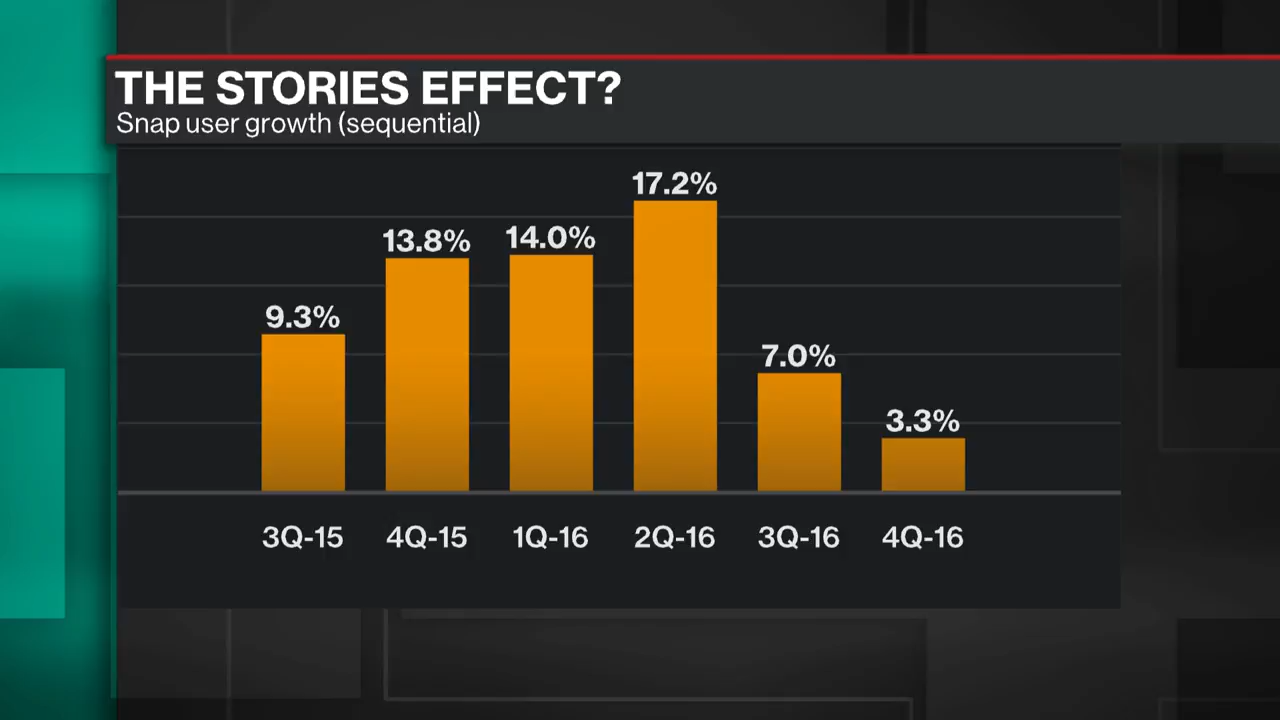 THE STORIES EFFECT?
Snap user growth (sequential)
17.2%
13.8%
14.0%
9.3%
7.0%
3.3%
3Q-15
4Q-15
1Q-16
2Q-16
3Q-16
4Q-16